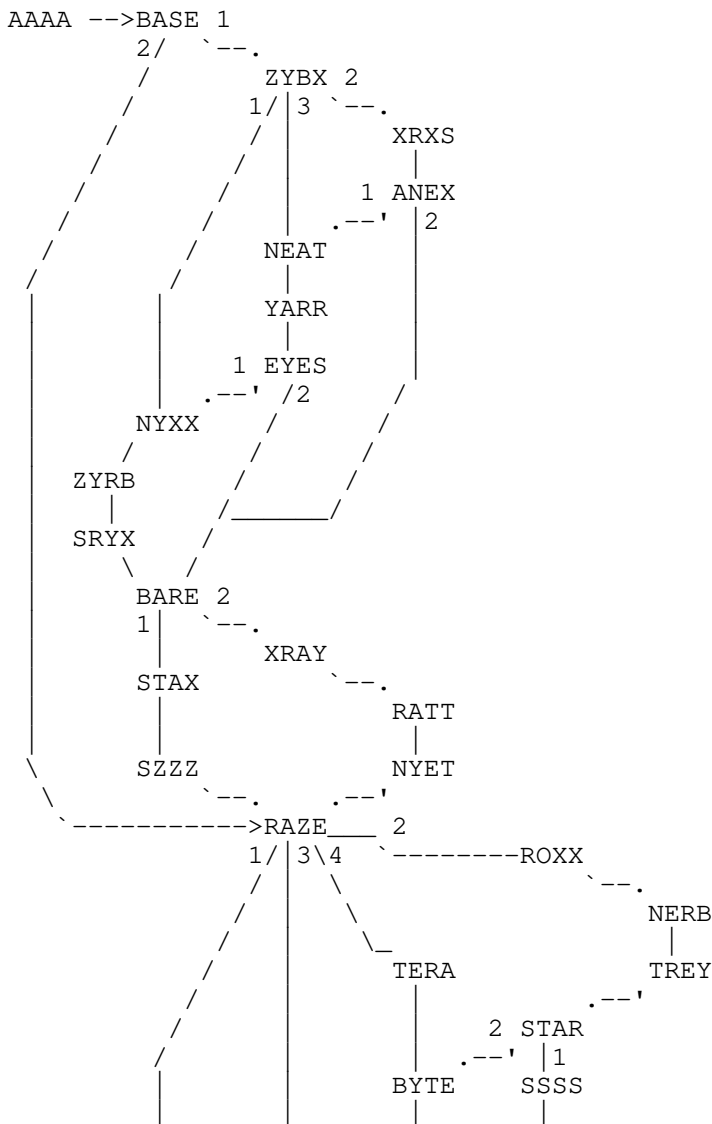 AAAA -->BASE 1
2
ZYBX 2
1 3
XRXS
1 ANEX
2
NEAT
YARR
1 EYES
2
NYXX
ZYRB
SRYX
BARE 2
1
XRAY
STAX
RATT
SZZZ NYET
>RAZE 2
1 3 4 ROXX
NERB
TERA TREY
2 STAR
1
BYTE SSSS